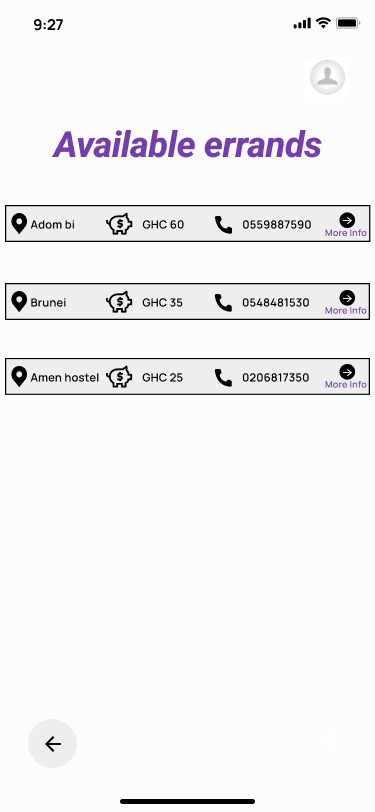 9:27
Available errands
Adom bi $ GHC 60 0559887590 More Info
Brunei $ GHC 35 0548481530 More Info
Amen hostel $ GHC 25 0206817350 More Info